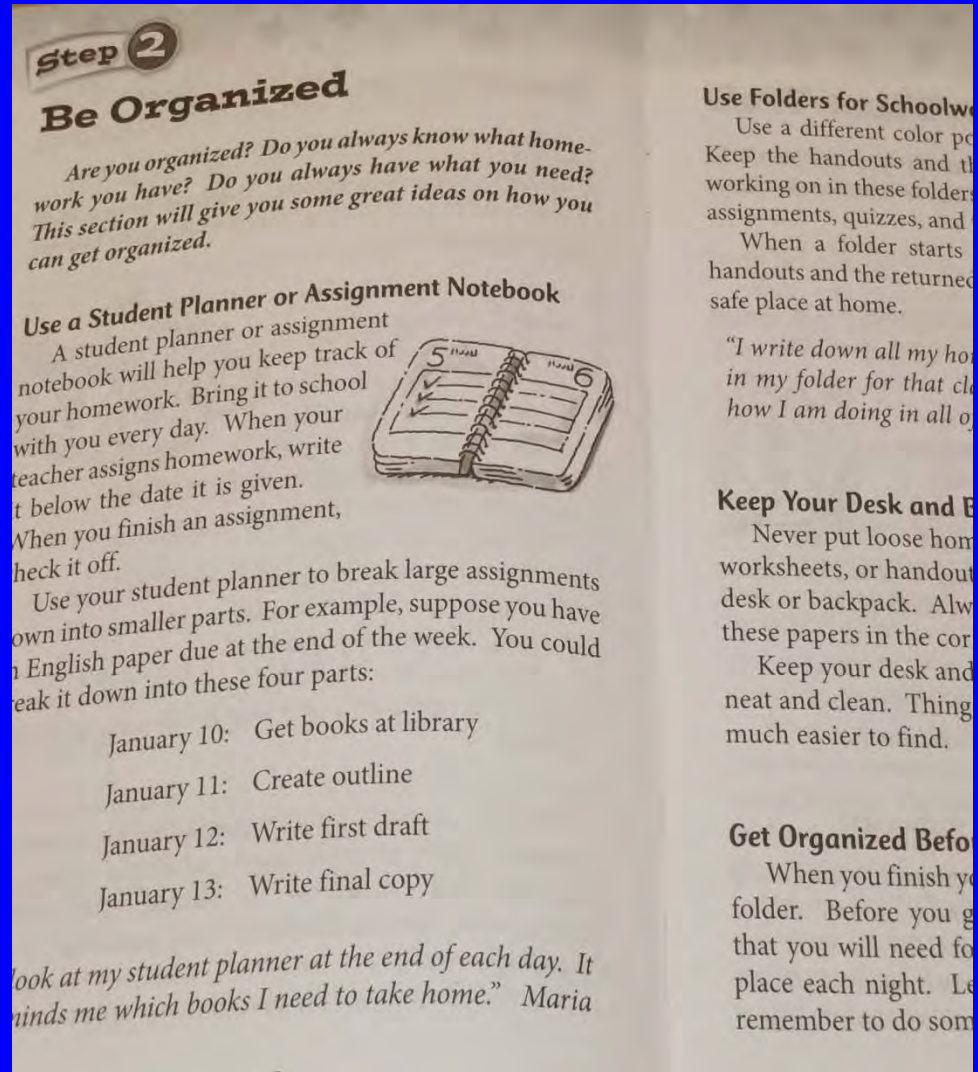 Step 2
Be Organized
Are you organized? Do you always know what home-
work you have? Do you always have what you need?
This section will give you some great ideas on how you
can get organized.
Use a Student Planner or Assignment Notebook
A student planner or assignment
notebook will help you keep track of
your homework. Bring it to school
with you every day. When your
teacher assigns homework, write
t below the date it is given.
When you finish an assignment,
heck it off.
5
6
Use your student planner to break large assignments
own into smaller parts. For example, suppose you have
English paper due at the end of the week. You could
eak it down into these four parts:
January 10: Get books at library
January 11: Create outline
January 12: Write first draft
January 13: Write final copy
look at my student planner at the end of each day. It
minds me which books I need to take home." Maria
Use Folders for Schoolw
Use a different color po
Keep the handouts and th
working on in these folders
assignments, quizzes, and
When a folder starts
handouts and the returned
safe place at home.
"I write down all my ho
in my folder for that cl
how I am doing in all o
Keep Your Desk and B
Never put loose hom
worksheets, or handout
desk or backpack. Alw
these papers in the cor
Keep your desk and
neat and clean. Thing
much easier to find.
Get Organized Befo
When you finish yo
folder. Before you g
that you will need fo
place each night. Le
remember to do som